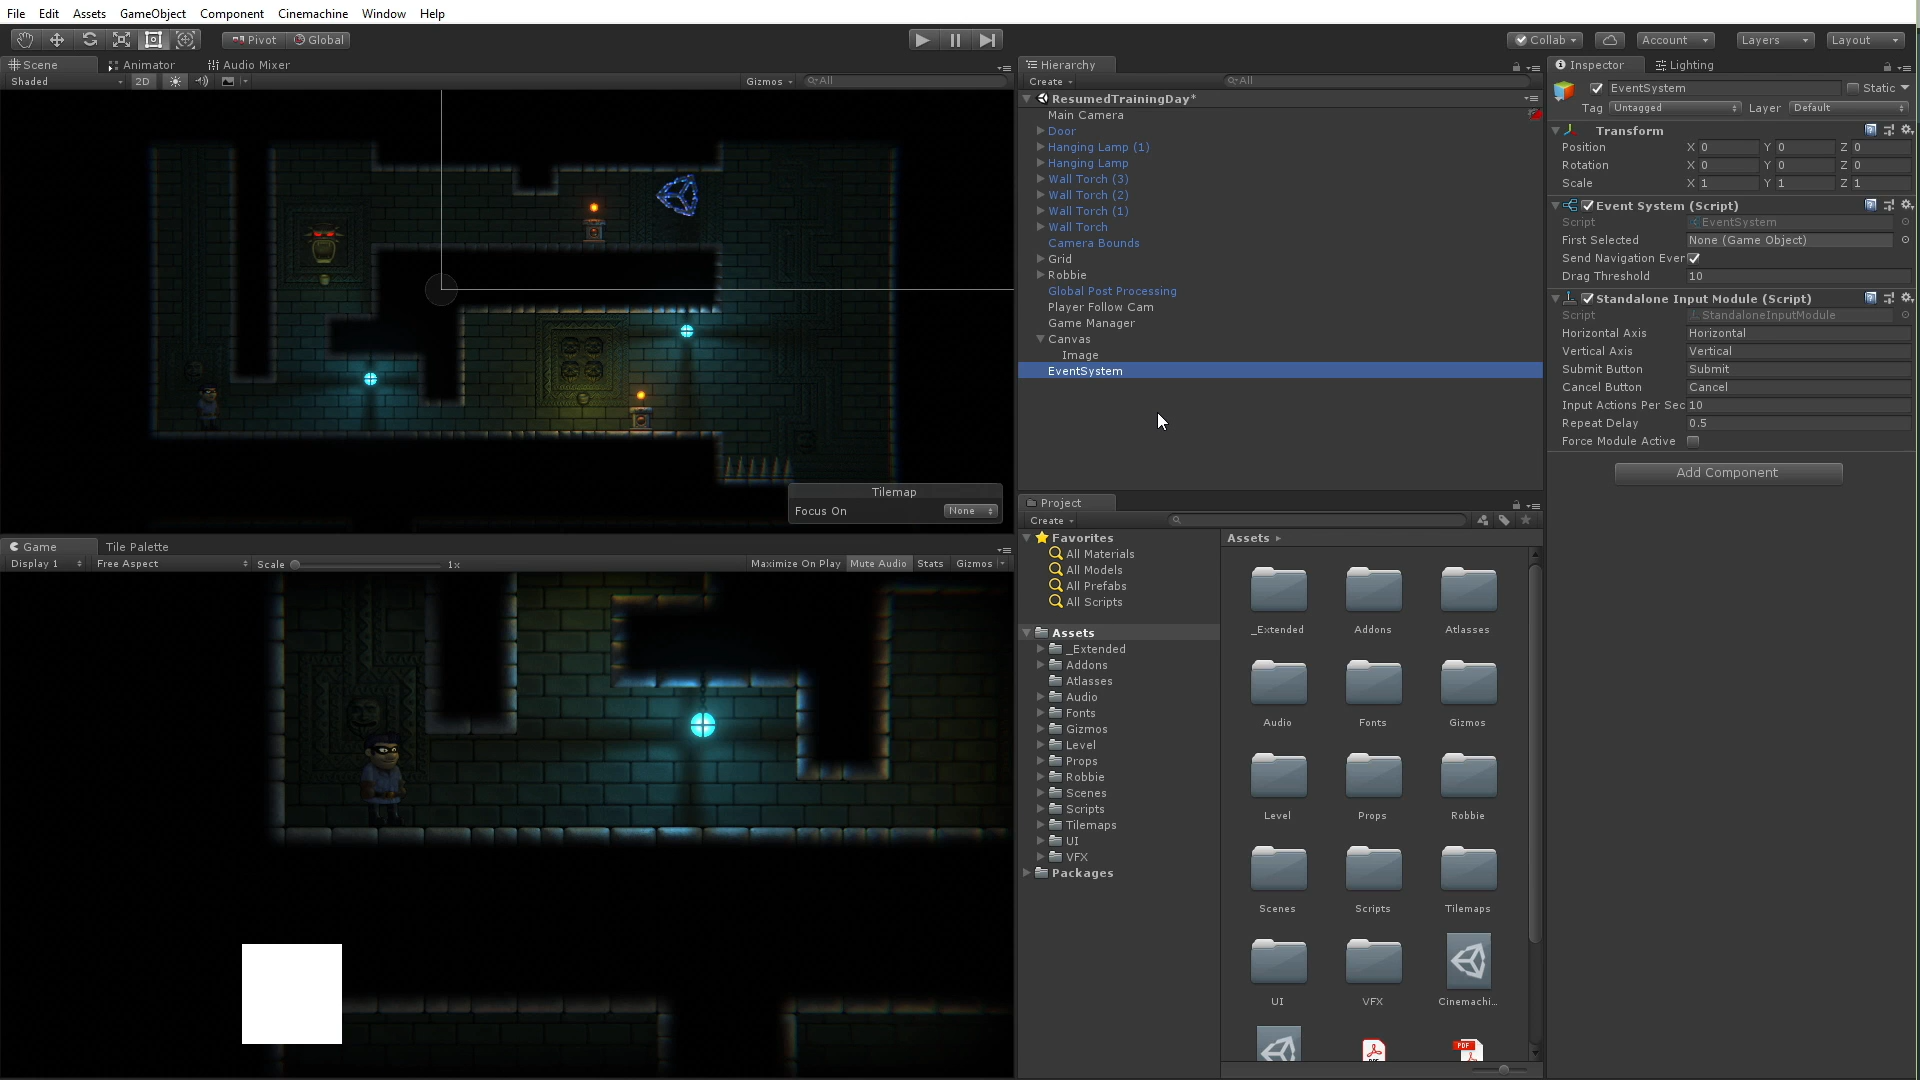 File Edit Assets GameObject Component Cinemachine Window Help
Pivot Global Collab Account Layers Layout
Scene Animator Audio Mixer
Shaded 2D Gizmos All
Tilemap
Focus On None
Game Tile Palette
Display 1 Free Aspect Scale 1x Maximize On Play Mute Audio Stats Gizmos
Hierarchy
Create All
ResumedTrainingDay*
Main Camera
Door
Hanging Lamp (1)
Hanging Lamp
Wall Torch (3)
Wall Torch (2)
Wall Torch (1)
Wall Torch
Camera Bounds
Grid
Robbie
Global Post Processing
Player Follow Cam
Game Manager
Canvas
Image
EventSystem
Project
Create
Favorites
All Materials
All Models
All Prefabs
All Scripts
Assets
_Extended
Addons
Atlasses
Audio
Fonts
Gizmos
Level
Props
Robbie
Scenes
Scripts
Tilemaps
UI
VFX
Packages
Assets
_Extended Addons Atlasses
Audio Fonts Gizmos
Level Props Robbie
Scenes Scripts Tilemaps
UI VFX Cinemachi...
PDF
Inspector Lighting
EventSystem Static
Tag Untagged Layer Default
Transform
Position X 0 Y 0 Z 0
Rotation X 0 Y 0 Z 0
Scale X 1 Y 1 Z 1
Event System (Script)
Script EventSystem
First Selected None (Game Object)
Send Navigation Ever
Drag Threshold 10
Standalone Input Module (Script)
Script StandaloneInputModule
Horizontal Axis Horizontal
Vertical Axis Vertical
Submit Button Submit
Cancel Button Cancel
Input Actions Per Sec 10
Repeat Delay 0.5
Force Module Active
Add Component